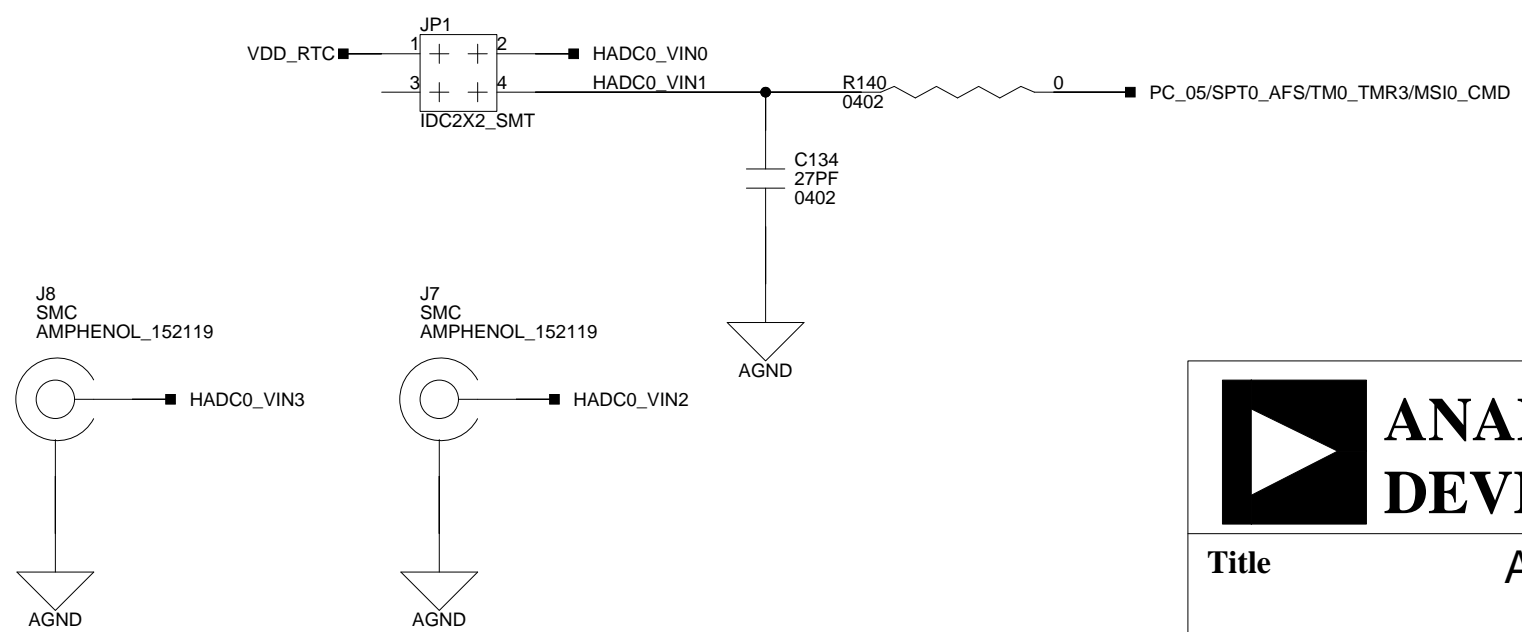 JP1
VDD_RTC
1
2
HADC0_VIN0
3
4
HADC0_VIN1
IDC2X2_SMT
R140
0402
0
PC_05/SPT0_AFS/TM0_TMR3/MSI0_CMD
C134
27PF
0402
AGND
J8
SMC
AMPHENOL_152119
HADC0_VIN3
AGND
J7
SMC
AMPHENOL_152119
HADC0_VIN2
AGND
Title